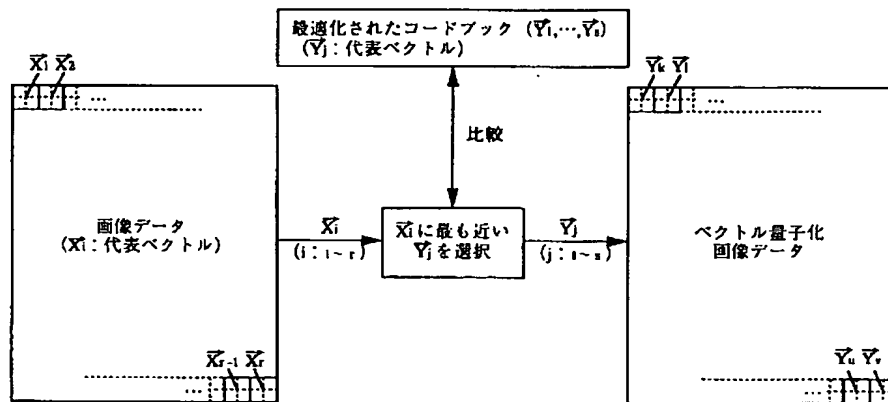 最適化されたコードブック (Y1,…,Ys)
(Yj：代表ベクトル)
X1 X2
…
Yk Yl
…
比較
画像データ
(Xi：代表ベクトル)
Xi
(i：1~r)
Xiに最も近い
Yjを選択
Yj
(j：~s)
ベクトル量子化
画像データ
Xr-1 Xr
…
Yu Yv
…